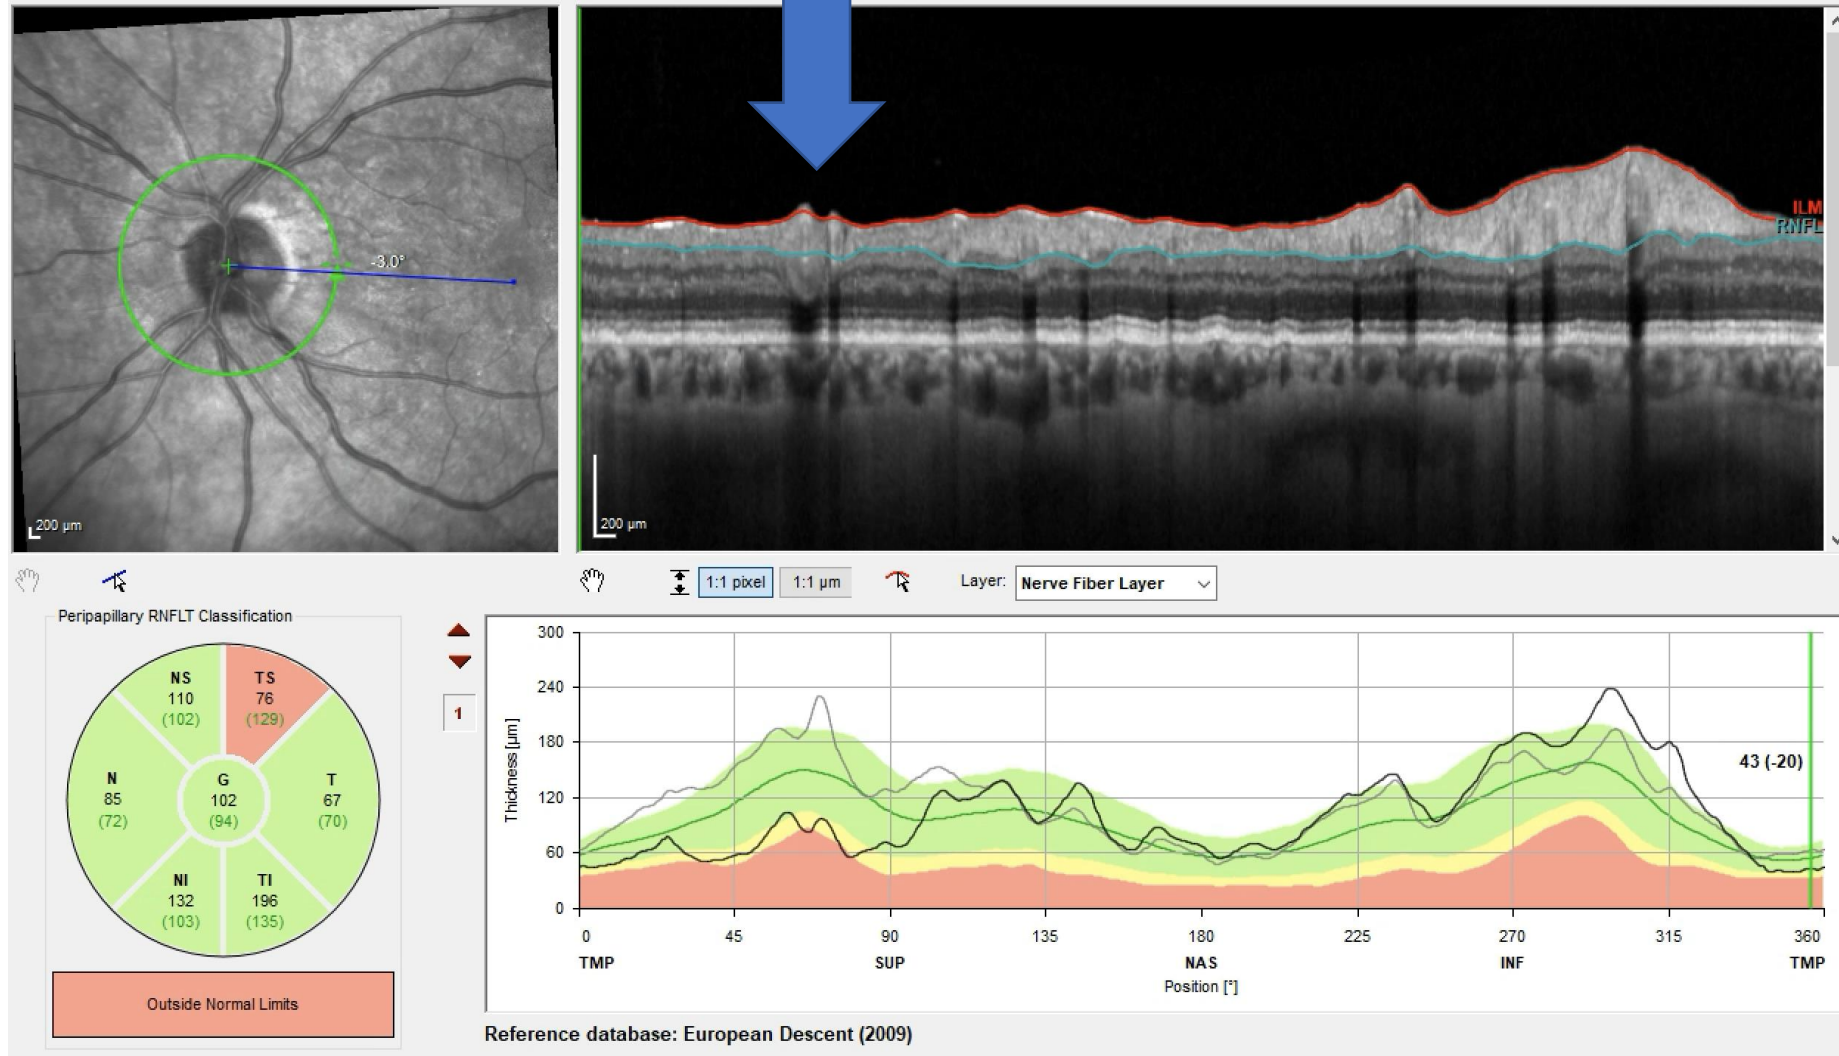 -3.0°
200 µm
ILM
RNFL
200 µm
1:1 pixel
1:1 µm
Layer:
Nerve Fiber Layer
Peripapillary RNFLT Classification
NS
110
(102)
TS
76
(129)
N
85
(72)
G
102
(94)
T
67
(70)
NI
132
(103)
TI
196
(135)
Outside Normal Limits
1
Thickness [µm]
300
240
180
120
60
0
43 (-20)
0 45 90 135 180 225 270 315 360
TMP SUP NAS INF TMP
Position [°]
Reference database: European Descent (2009)